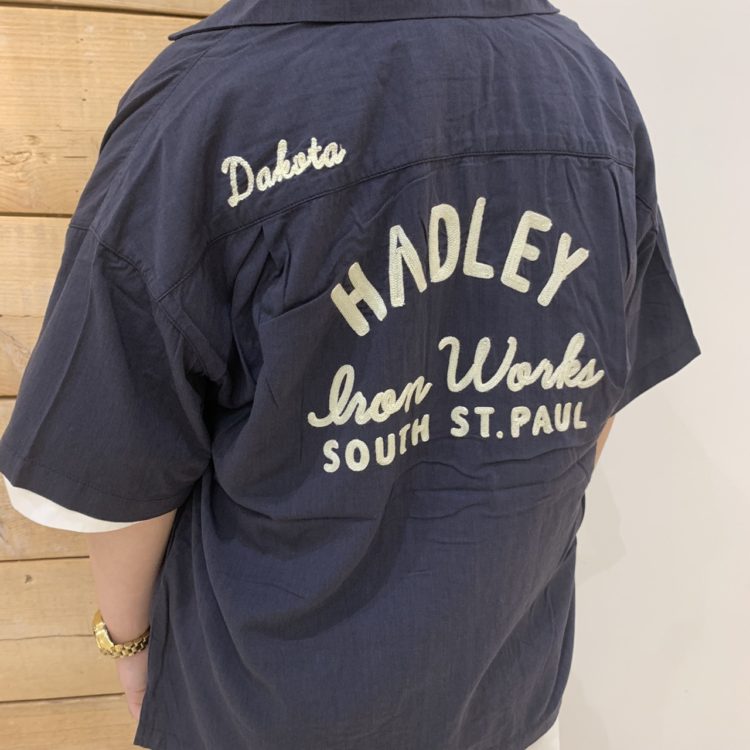 Dakota
HADLEY
Iron Works
SOUTH ST. PAUL